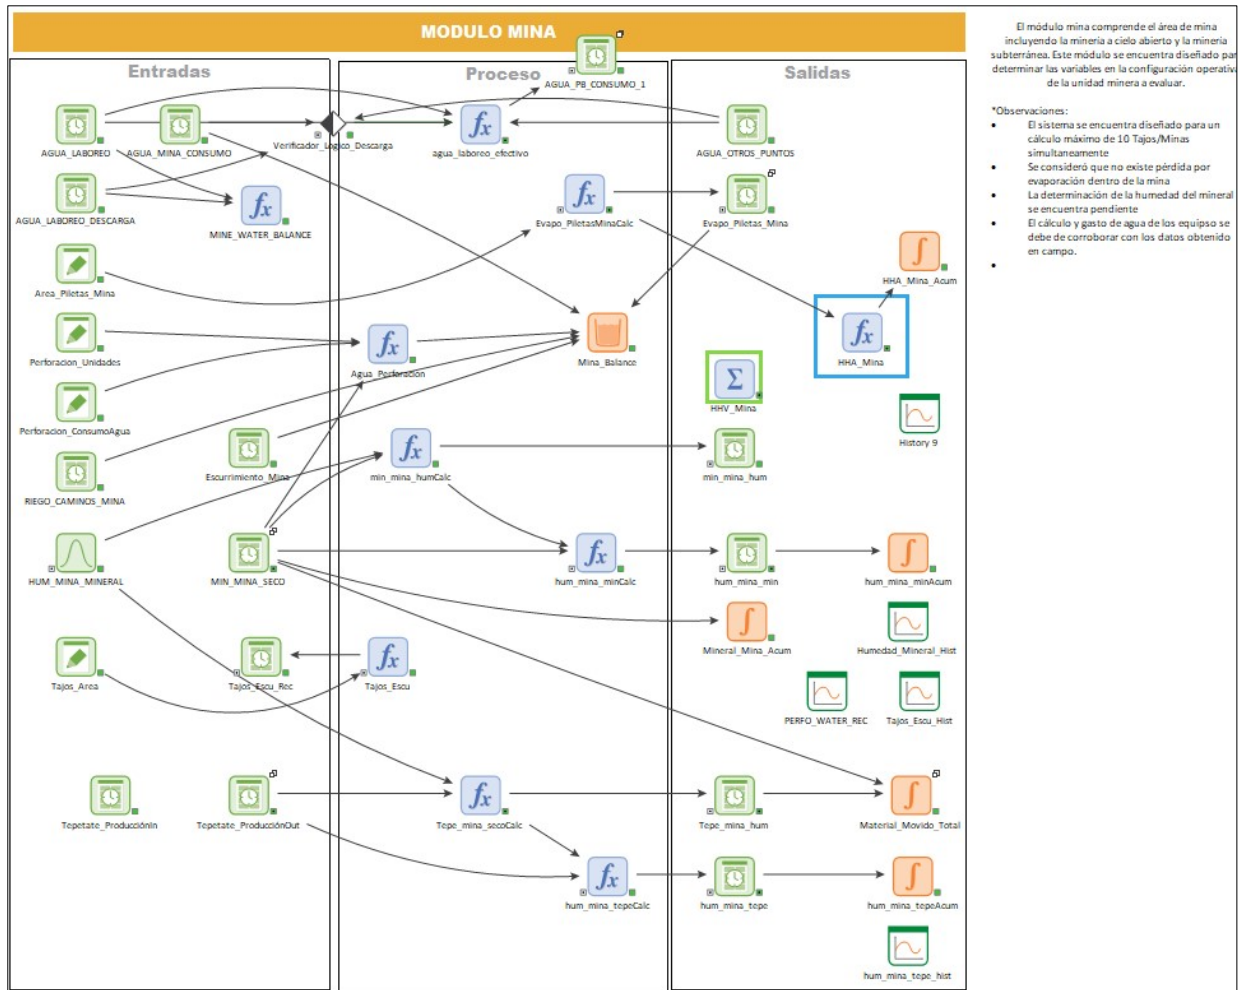 MODULO MINA
Entradas
Proceso
Salidas
AGUA_PB_CONSUMO_1
AGUA_LABOREO
AGUA_MINA_CONSUMO
Verificador_Logico_Descarga
agua_laboreo_efectivo
AGUA_OTROS_PUNTOS
AGUA_LABOREO_DESCARGA
MINE_WATER_BALANCE
Evapo_PiletasMinaCalc
Evapo_Piletas_Mina
Area_Piletas_Mina
HHA_Mina_Acum
Perforacion_Unidades
Agua_Perforacion
Mina_Balance
HHA_Mina
Perforacion_ConsumoAgua
HHV_Mina
History 9
RIEGO_CAMINOS_MINA
Escurrimiento_Mina
min_mina_humCalc
min_mina_hum
HUM_MINA_MINERAL
MIN_MINA_SECO
hum_mina_minCalc
hum_mina_min
hum_mina_minAcum
Mineral_Mina_Acum
Humedad_Mineral_Hist
Tajos_Area
Tajos_Escu_Rec
Tajos_Escu
PERFO_WATER_REC
Tajos_Escu_Hist
Tepetate_ProducciónIn
Tepetate_ProducciónOut
Tepe_mina_secoCalc
Tepe_mina_hum
Material_Movido_Total
hum_mina_tepeCalc
hum_mina_tepe
hum_mina_tepeAcum
hum_mina_tepe_hist
El módulo mina comprende el área de mina
incluyendo la minería a cielo abierto y la minería
subterránea. Este módulo se encuentra diseñado par
determinar las variables en la configuración operativa
de la unidad minera a evaluar.
*Observaciones:
• El sistema se encuentra diseñado para un
cálculo máximo de 10 Tajos/Minas
simultaneamente
• Se consideró que no existe pérdida por
evaporación dentro de la mina
• La determinación de la humedad del mineral
se encuentra pendiente
• El cálculo y gasto de agua de los equipso se
debe de corroborar con los datos obtenido
en campo.
•